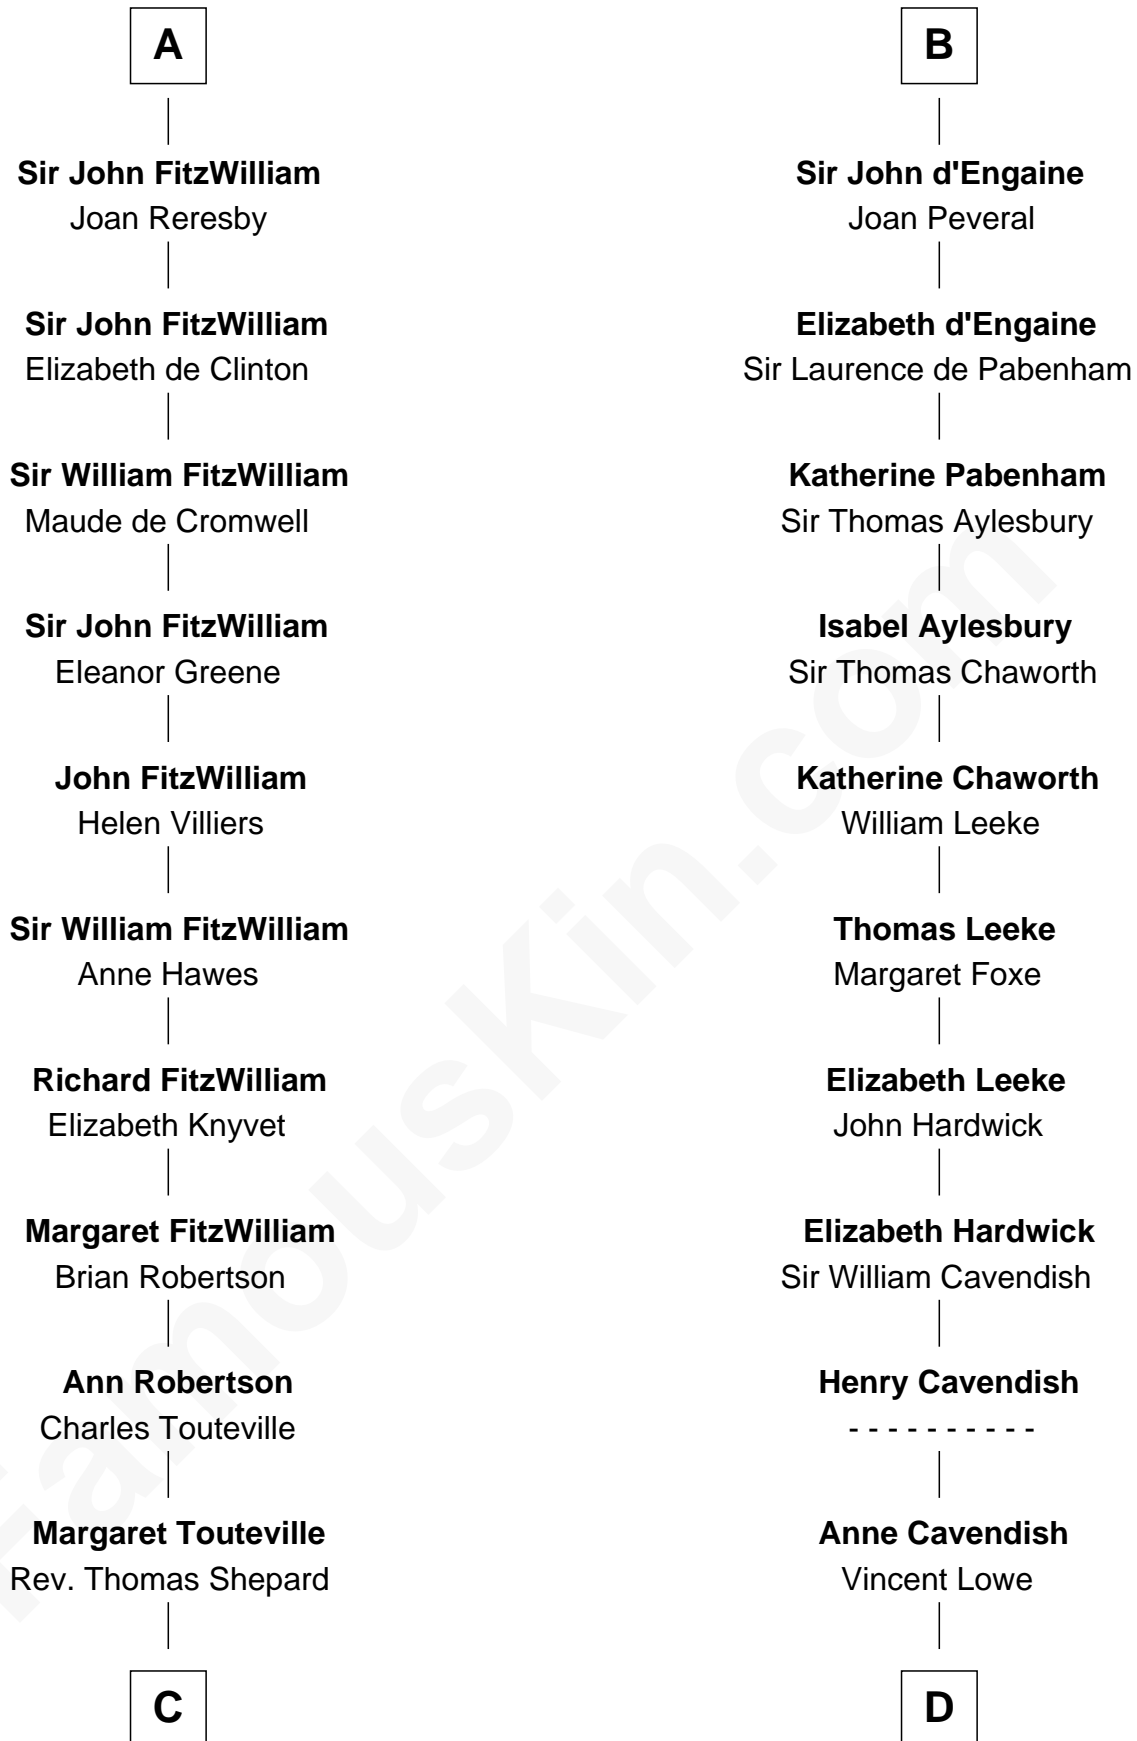 A
Sir John FitzWilliam
Joan Reresby
Sir John FitzWilliam
Elizabeth de Clinton
Sir William FitzWilliam
Maude de Cromwell
Sir John FitzWilliam
Eleanor Greene
John FitzWilliam
Helen Villiers
Sir William FitzWilliam
Anne Hawes
Richard FitzWilliam
Elizabeth Knyvet
Margaret FitzWilliam
Brian Robertson
Ann Robertson
Charles Touteville
Margaret Touteville
Rev. Thomas Shepard
C
B
Sir John d'Engaine
Joan Peveral
Elizabeth d'Engaine
Sir Laurence de Pabenham
Katherine Pabenham
Sir Thomas Aylesbury
Isabel Aylesbury
Sir Thomas Chaworth
Katherine Chaworth
William Leeke
Thomas Leeke
Margaret Foxe
Elizabeth Leeke
John Hardwick
Elizabeth Hardwick
Sir William Cavendish
Henry Cavendish
- - - - - - - - - -
Anne Cavendish
Vincent Lowe
D
FamousKin.com